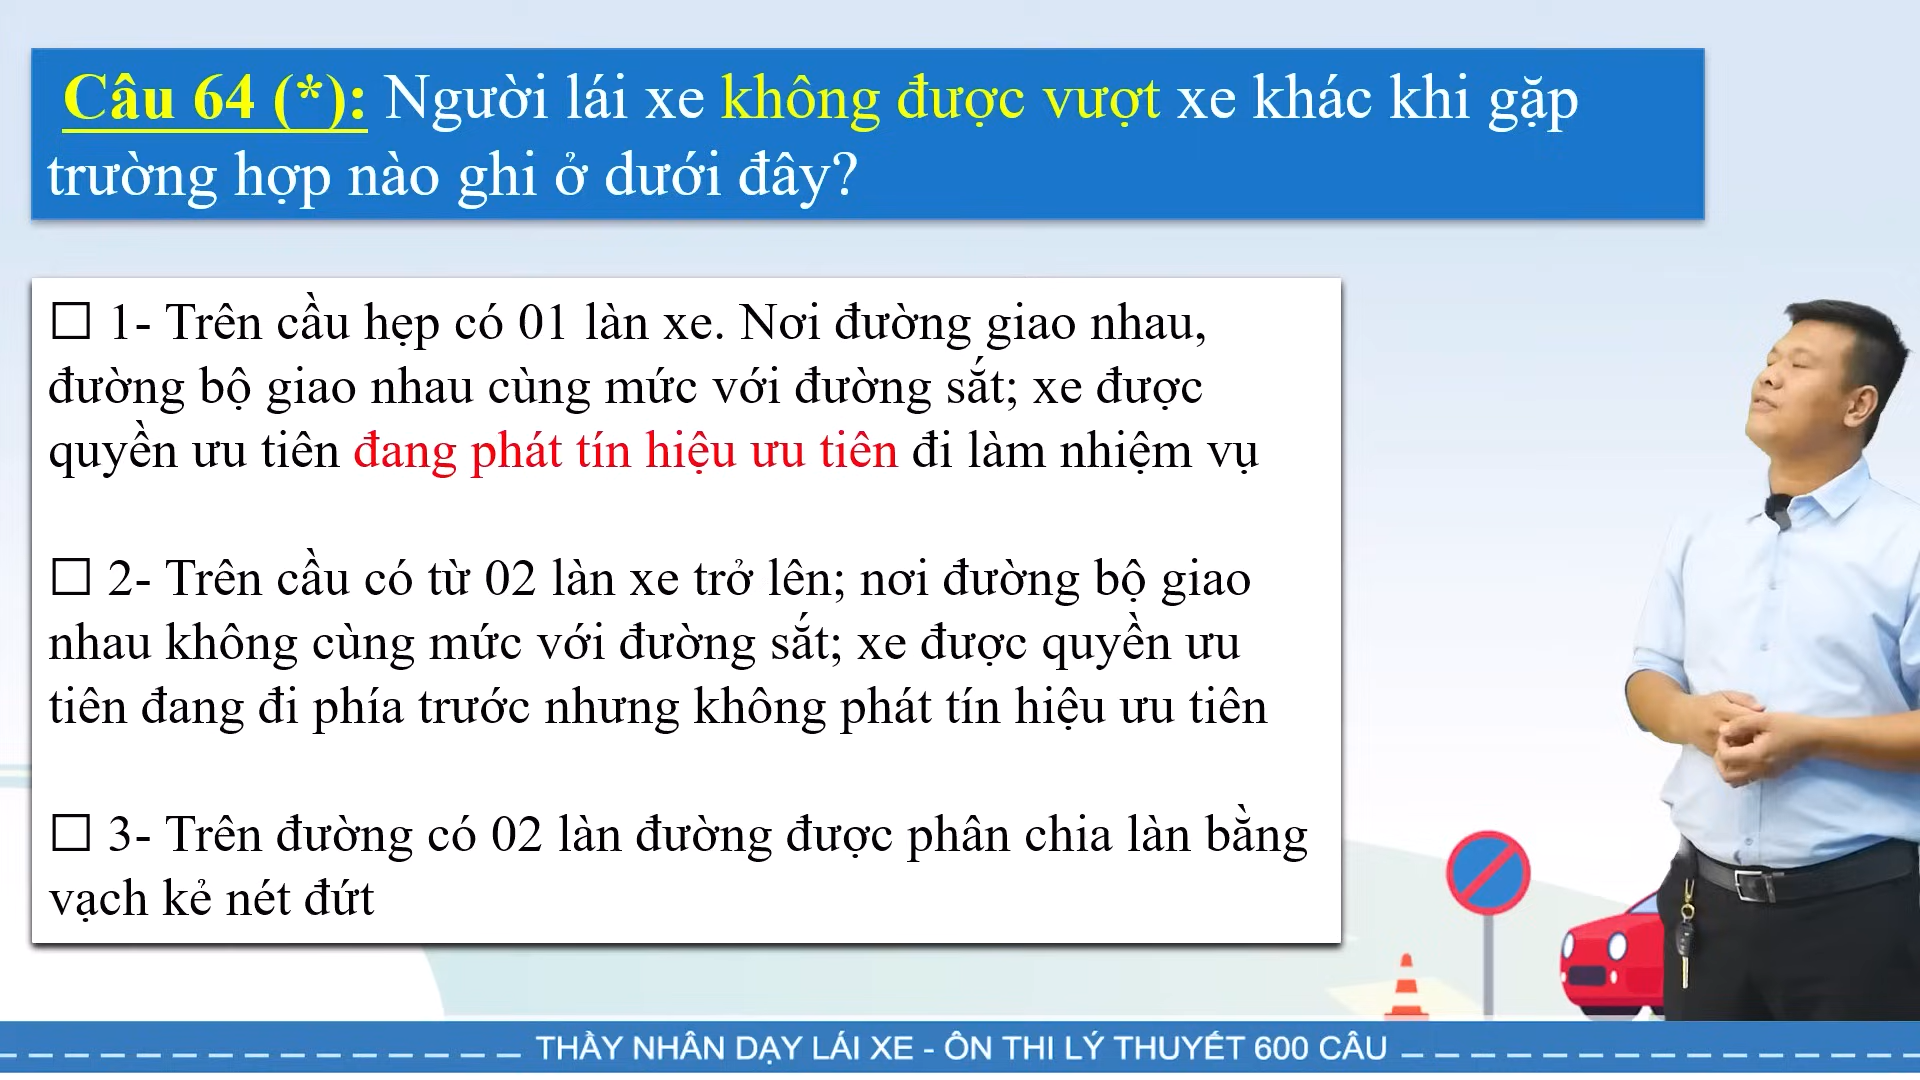 Câu 64 (*): Người lái xe không được vượt xe khác khi gặp
trường hợp nào ghi ở dưới đây?
☐ 1- Trên cầu hẹp có 01 làn xe. Nơi đường giao nhau,
đường bộ giao nhau cùng mức với đường sắt; xe được
quyền ưu tiên đang phát tín hiệu ưu tiên đi làm nhiệm vụ
☐ 2- Trên cầu có từ 02 làn xe trở lên; nơi đường bộ giao
nhau không cùng mức với đường sắt; xe được quyền ưu
tiên đang đi phía trước nhưng không phát tín hiệu ưu tiên
☐ 3- Trên đường có 02 làn đường được phân chia làn bằng
vạch kẻ nét đứt
THẦY NHÂN DẠY LÁI XE - ÔN THI LÝ THUYẾT 600 CÂU